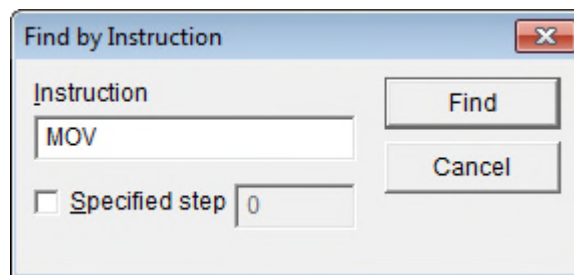 Find by Instruction
Instruction
Find
MOV
Cancel
Specified step 0